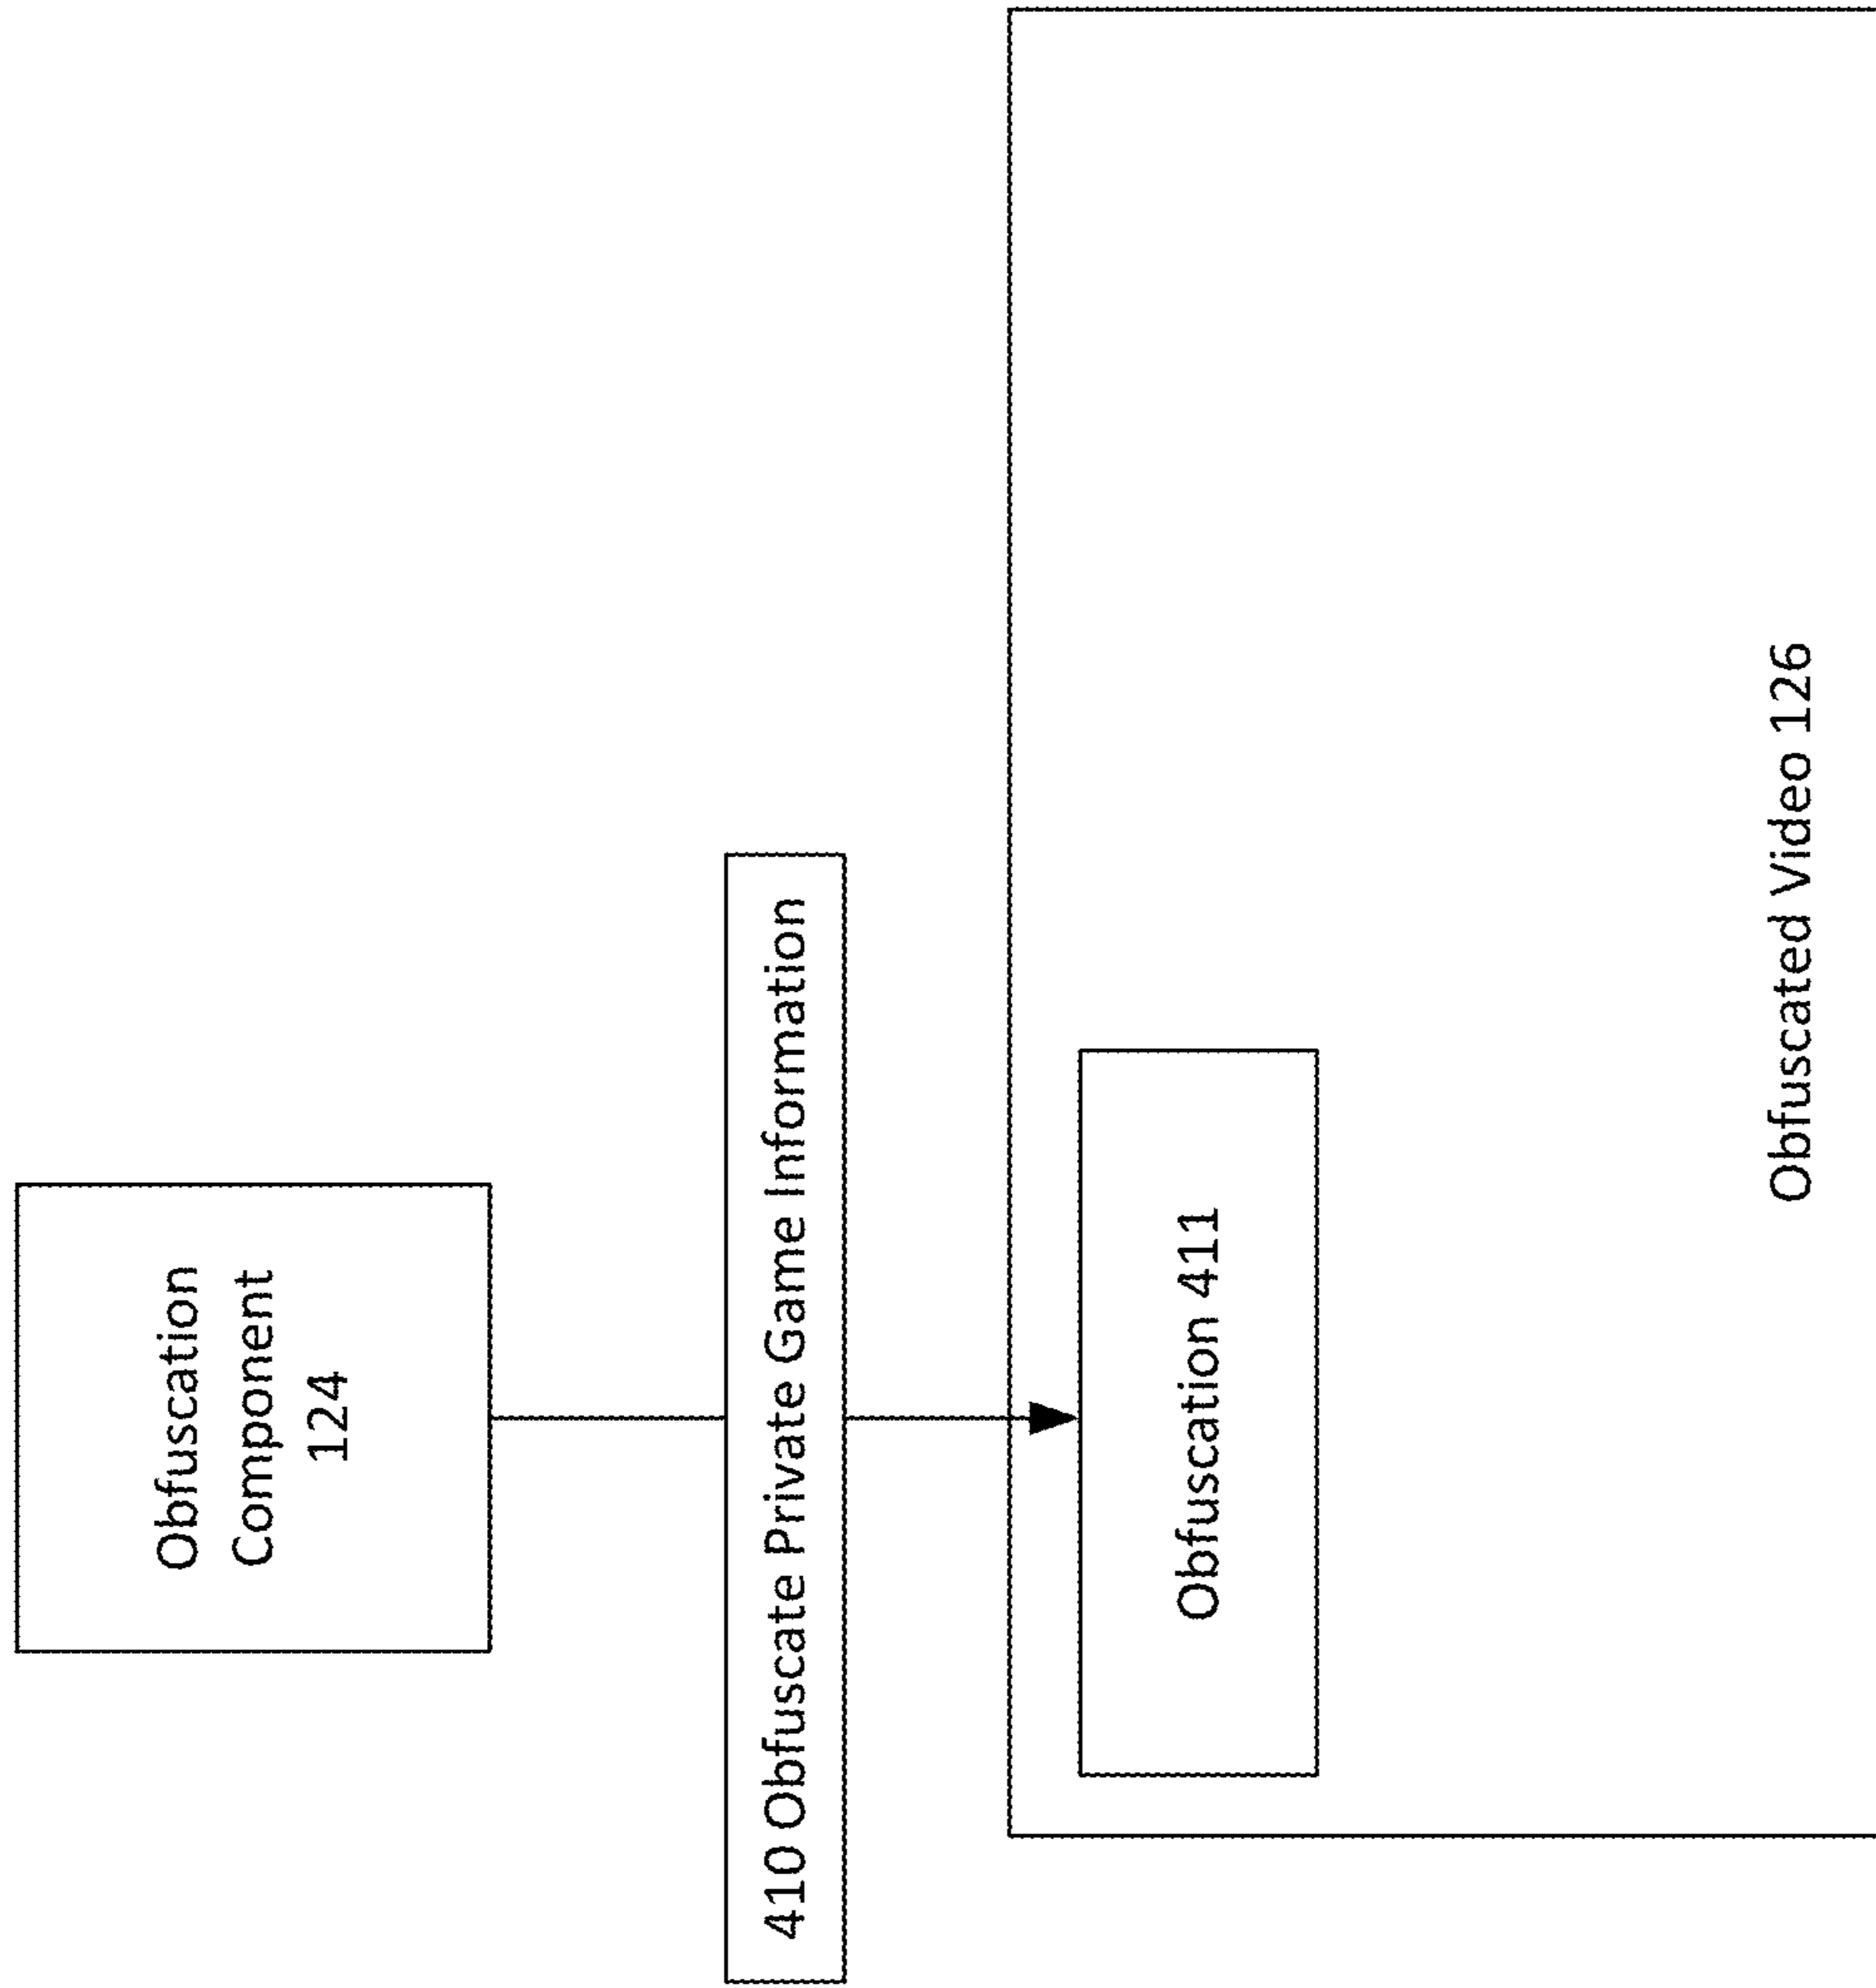 Obfuscation
Component
124
410 Obfuscate Private Game Information
Obfuscation 411
Obfuscated Video 126